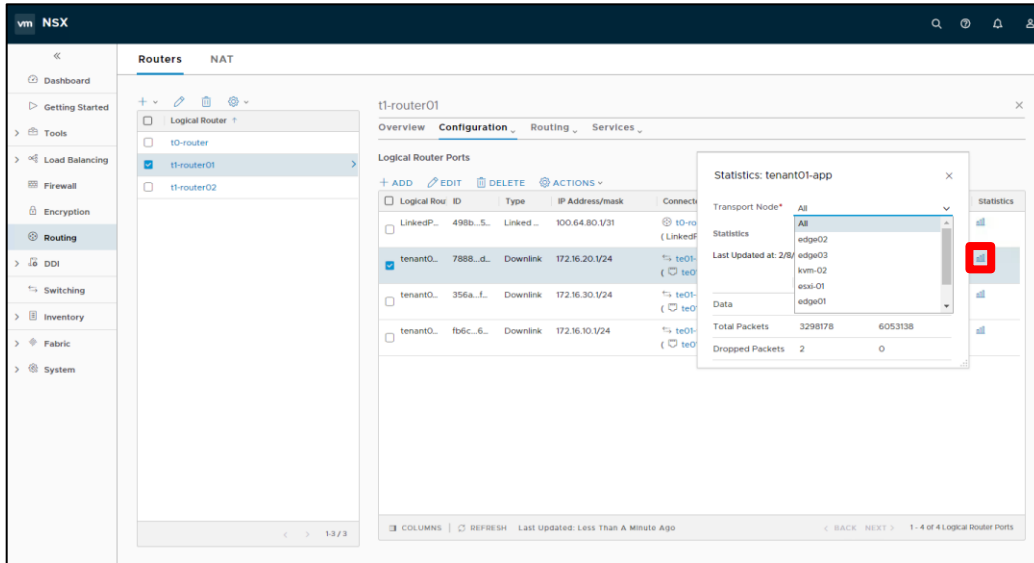 vm NSX
Routers NAT
Dashboard
Getting Started
Tools
Load Balancing
Firewall
Encryption
Routing
DDI
Switching
Inventory
Fabric
System
Logical Router ↑
t0-router
t1-router01
t1-router02
1-3 / 3
t1-router01
Overview Configuration Routing Services
Logical Router Ports
+ ADD EDIT DELETE ACTIONS
Logical Rou ID Type IP Address/mask Connecte Statistics
LinkedP... 498b...5... Linked ... 100.64.80.1/31 t0-ro
( LinkedP
tenant0... 7888...d... Downlink 172.16.20.1/24 te01-
( te0
tenant0... 356a...f... Downlink 172.16.30.1/24 te01-
( te0
tenant0... fb6c...6... Downlink 172.16.10.1/24 te01-
( te0
Statistics: tenant01-app
Transport Node* All
Statistics
Last Updated at: 2/8/
All
edge02
edge03
kvm-02
esxi-01
edge01
Data
Total Packets 3298178 6053138
Dropped Packets 2 0
COLUMNS | REFRESH Last Updated: Less Than A Minute Ago < BACK NEXT > 1 - 4 of 4 Logical Router Ports